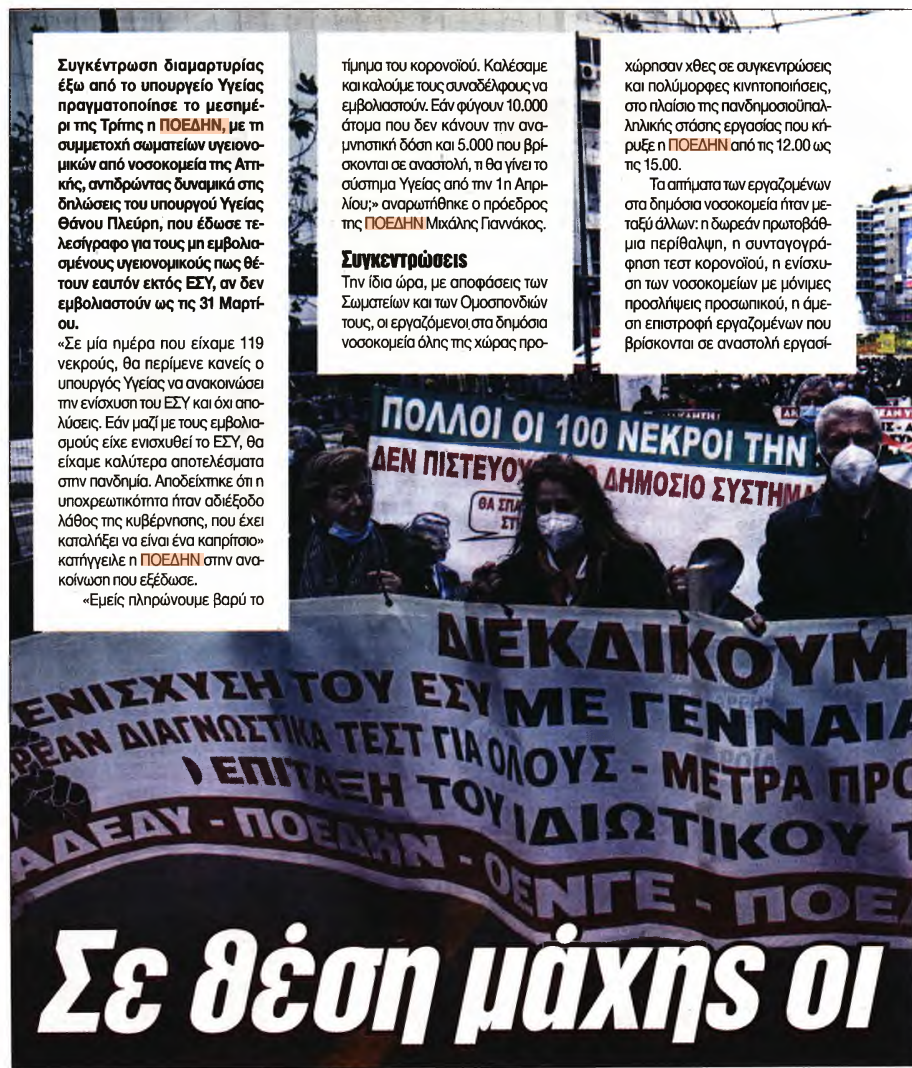 Συγκέντρωση διαμαρτυρίας
έξω από το υπουργείο Υγείας
πραγματοποίησε το μεσημέ-
ρι της Τρίτης η ΠΟΕΔΗΝ, με τη
συμμετοχή σωματείων υγειονο-
μικών από νοσοκομεία της Αττι-
κής, αντιδρώντας δυναμικά στις
δηλώσεις του υπουργού Υγείας
Θάνου Πλεύρη, που έδωσε τε-
λεσίγραφο για τους μη εμβολια-
σμένους υγειονομικούς πως θέ-
τουν εαυτόν εκτός ΕΣΥ, αν δεν
εμβολιαστούν ως τις 31 Μαρτί-
ου.
«Σε μία ημέρα που είχαμε 119
νεκρούς, θα περίμενε κανείς ο
υπουργός Υγείας να ανακοινώσει
την ενίσχυση του ΕΣΥ και όχι απο-
λύσεις. Εάν μαζί με τους εμβολια-
σμούς είχε ενισχυθεί το ΕΣΥ, θα
είχαμε καλύτερα αποτελέσματα
στην πανδημία. Αποδείχτηκε ότι η
υποχρεωτικότητα ήταν αδιέξοδο
λάθος της κυβέρνησης, που έχει
καταλήξει να είναι ένα καπρίτσιο»
κατήγγειλε η ΠΟΕΔΗΝ στην ανα-
κοίνωση που εξέδωσε.
«Εμείς πληρώνουμε βαρύ το
τίμημα του κορονοϊού. Καλέσαμε
και καλούμε τους συναδέλφους να
εμβολιαστούν. Εάν φύγουν 10.000
άτομα που δεν κάνουν την ανα-
μνηστική δόση και 5.000 που βρί-
σκονται σε αναστολή, τι θα γίνει το
σύστημα Υγείας από την 1η Απρι-
λίου;» αναρωτήθηκε ο πρόεδρος
της ΠΟΕΔΗΝ Μιχάλης Γιαννάκος.
Συγκεντρώσεις
Την ίδια ώρα, με αποφάσεις των
Σωματείων και των Ομοσπονδιών
τους, οι εργαζόμενοι στα δημόσια
νοσοκομεία όλης της χώρας προ-
χώρησαν χθες σε συγκεντρώσεις
και πολύμορφες κινητοποιήσεις,
στο πλαίσιο της πανδημοσιοϋπαλ-
ληλικής στάσης εργασίας που κή-
ρυξε η ΠΟΕΔΗΝ από τις 12.00 ως
τις 15.00.
Τα αιτήματα των εργαζομένων
στα δημόσια νοσοκομεία ήταν με-
ταξύ άλλων: η δωρεάν πρωτοβάθ-
μια περίθαλψη, η συνταγογρά-
φηση τεστ κορονοϊού, η ενίσχυ-
ση των νοσοκομείων με μόνιμες
προσλήψεις προσωπικού, η άμε-
ση επιστροφή εργαζομένων που
βρίσκονται σε αναστολή εργασί-
ΠΟΛΛΟΙ ΟΙ 100 ΝΕΚΡΟΙ ΤΗΝ
ΔΕΝ ΠΙΣΤΕΥΟΥ ΔΗΜΟΣΙΟ ΣΥΣΤΗΜΑ
ΘΑ ΣΠΑ
ΣΤ
ΔΙΕΚΔΙΚΟΥΜ
ΕΝΙΣΧΥΣΗ ΤΟΥ ΕΣΥ ΜΕ ΓΕΝΝΑΙΑ
ΡΕΑΝ ΔΙΑΓΝΩΣΤΙΚΑ ΤΕΣΤ ΓΙΑ ΟΛΟΥΣ - ΜΕΤΡΑ ΠΡΟ
ΕΠΙΤΑΞΗ ΤΟΥ ΙΔΙΩΤΙΚΟΥ Τ
ΑΔΕΔΥ - ΠΟΕΔΗΝ - ΟΕΝΓΕ - ΠΟΕΔ
Σε θέση μάχης οι